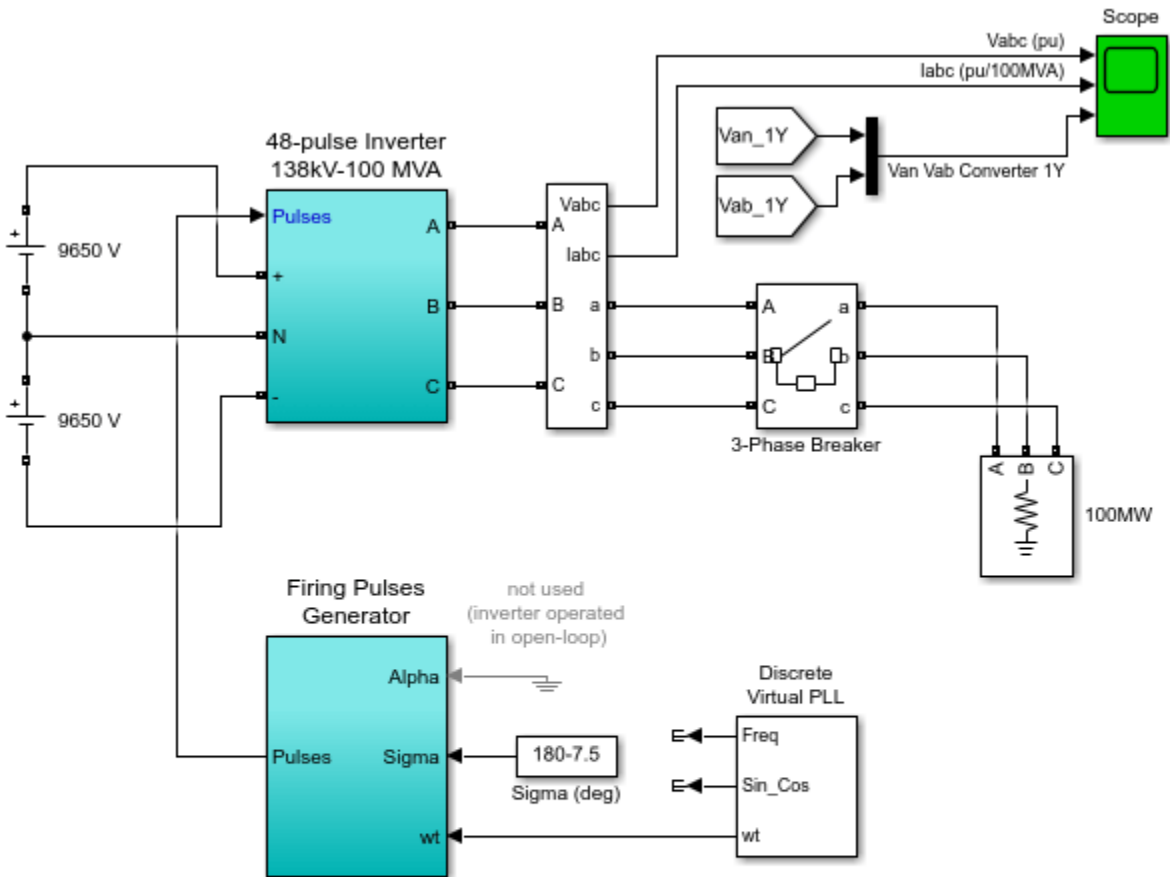 Scope
Vabc (pu)
Iabc (pu/100MVA)
Van_1Y
Vab_1Y
Van Vab Converter 1Y
48-pulse Inverter
138kV-100 MVA
Pulses
+
N
-
A
B
C
+
9650 V
+
9650 V
A
B
C
Vabc
Iabc
a
b
c
A
B
C
a
b
c
3-Phase Breaker
A
B
C
100MW
Firing Pulses
Generator
Alpha
Sigma
wt
Pulses
not used
(inverter operated
in open-loop)
180-7.5
Sigma (deg)
Discrete
Virtual PLL
Freq
Sin_Cos
wt